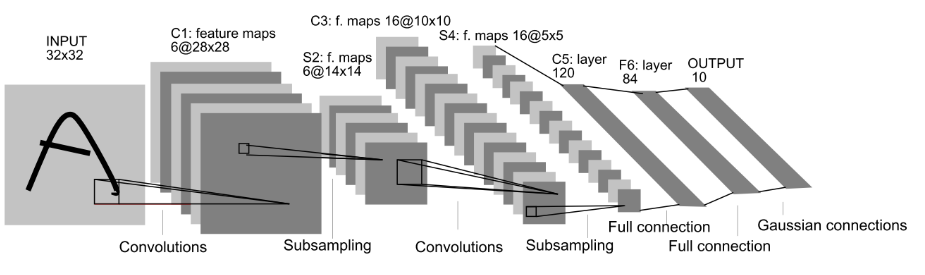 INPUT
32x32
C1: feature maps
6@28x28
S2: f. maps
6@14x14
C3: f. maps 16@10x10
S4: f. maps 16@5x5
C5: layer
120
F6: layer
84
OUTPUT
10
A
Convolutions
Subsampling
Convolutions
Subsampling
Full connection
Full connection
Gaussian connections